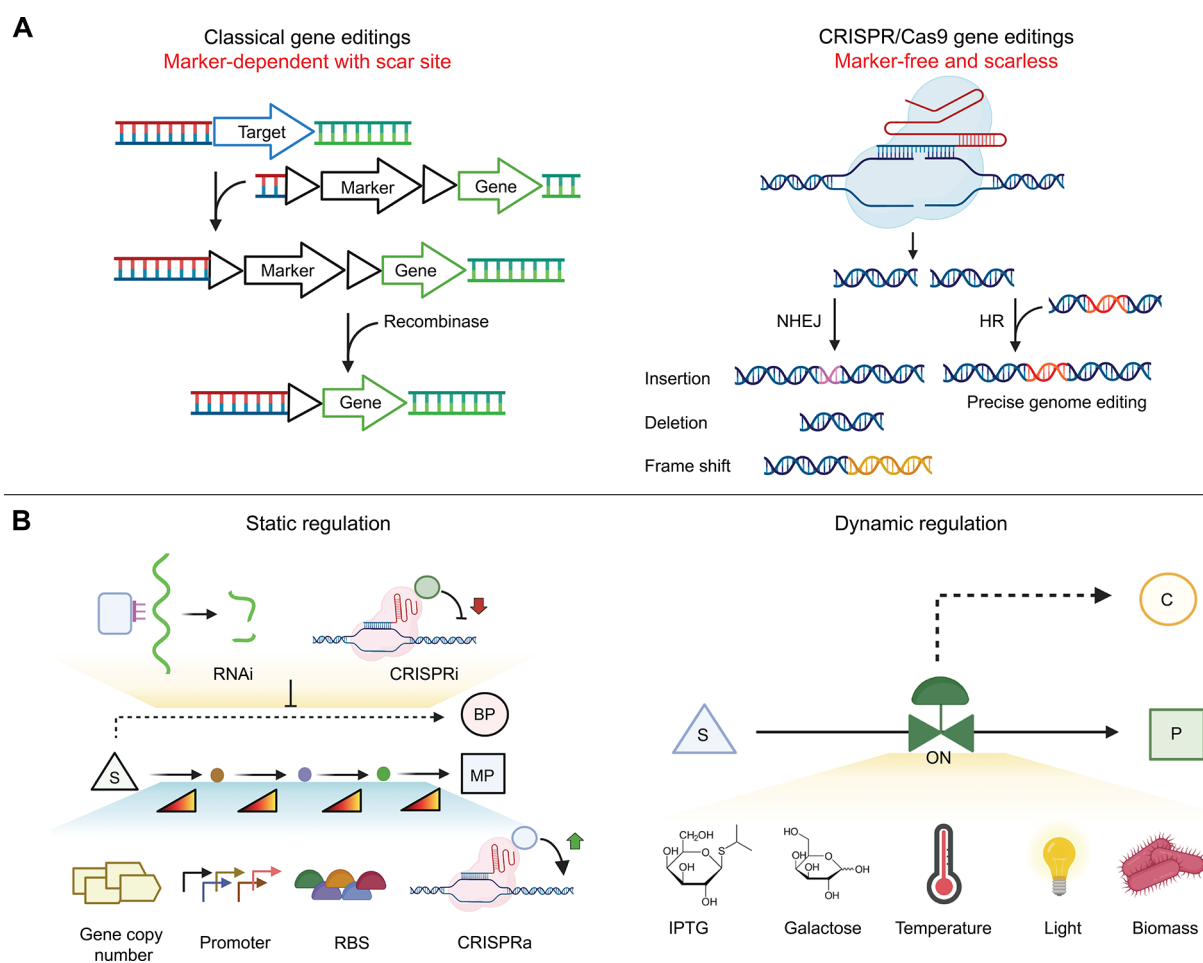 A
Classical gene editings
Marker-dependent with scar site
Target
Marker
Gene
Marker
Gene
Recombinase
Gene
CRISPR/Cas9 gene editings
Marker-free and scarless
NHEJ
HR
Insertion
Precise genome editing
Deletion
Frame shift
B
Static regulation
RNAi
CRISPRi
BP
S
MP
Gene copy
number
Promoter
RBS
CRISPRa
Dynamic regulation
C
S
P
ON
CH₂OH
OH
O
S
OH
OH
OH
IPTG
HO
OH
O
OH
OH
OH
Galactose
Temperature
Light
Biomass